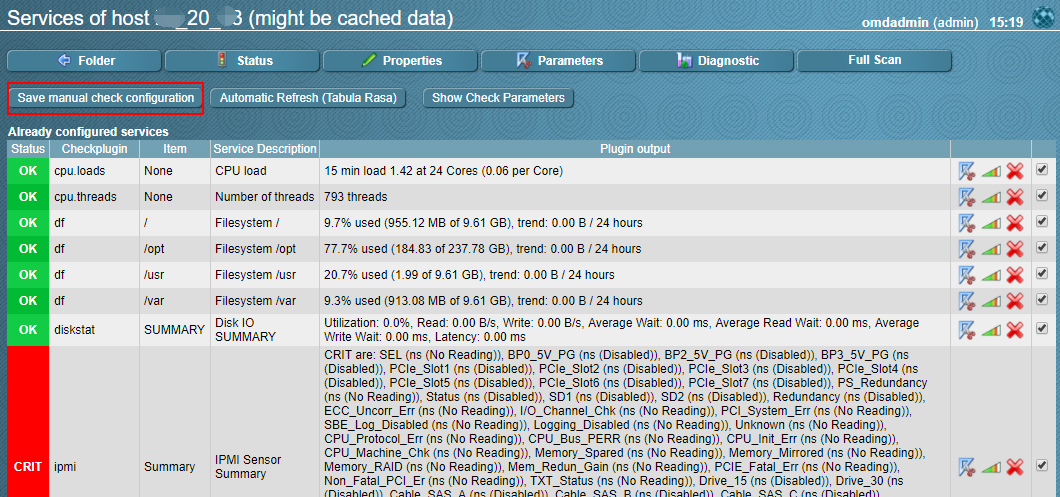 Services of host 20 3 (might be cached data)
omdadmin (admin) 15:19
Folder Status Properties Parameters Diagnostic Full Scan
Save manual check configuration Automatic Refresh (Tabula Rasa) Show Check Parameters
Already configured services
Status Checkplugin Item Service Description Plugin output
OK cpu.loads None CPU load 15 min load 1.42 at 24 Cores (0.06 per Core)
OK cpu.threads None Number of threads 793 threads
OK df / Filesystem / 9.7% used (955.12 MB of 9.61 GB), trend: 0.00 B / 24 hours
OK df /opt Filesystem /opt 77.7% used (184.83 of 237.78 GB), trend: 0.00 B / 24 hours
OK df /usr Filesystem /usr 20.7% used (1.99 of 9.61 GB), trend: 0.00 B / 24 hours
OK df /var Filesystem /var 9.3% used (913.08 MB of 9.61 GB), trend: 0.00 B / 24 hours
OK diskstat SUMMARY Disk IO
SUMMARY
Utilization: 0.0%, Read: 0.00 B/s, Write: 0.00 B/s, Average Wait: 0.00 ms, Average Read Wait: 0.00 ms, Average
Write Wait: 0.00 ms, Latency: 0.00 ms
CRIT ipmi Summary IPMI Sensor
Summary
CRIT are: SEL (ns (No Reading)), BP0_5V_PG (ns (Disabled)), BP2_5V_PG (ns (Disabled)), BP3_5V_PG (ns
(Disabled)), PCIe_Slot1 (ns (Disabled)), PCIe_Slot2 (ns (Disabled)), PCIe_Slot3 (ns (Disabled)), PCIe_Slot4 (ns
(Disabled)), PCIe_Slot5 (ns (Disabled)), PCIe_Slot6 (ns (Disabled)), PCIe_Slot7 (ns (Disabled)), PS_Redundancy
(ns (No Reading)), Status (ns (Disabled)), SD1 (ns (Disabled)), SD2 (ns (Disabled)), Redundancy (ns (Disabled)),
ECC_Uncorr_Err (ns (No Reading)), I/O_Channel_Chk (ns (No Reading)), PCI_System_Err (ns (No Reading)),
SBE_Log_Disabled (ns (No Reading)), Logging_Disabled (ns (No Reading)), Unknown (ns (No Reading)),
CPU_Protocol_Err (ns (No Reading)), CPU_Bus_PERR (ns (No Reading)), CPU_Init_Err (ns (No Reading)),
CPU_Machine_Chk (ns (No Reading)), Memory_Spared (ns (No Reading)), Memory_Mirrored (ns (No Reading)),
Memory_RAID (ns (No Reading)), Mem_Redun_Gain (ns (No Reading)), PCIE_Fatal_Err (ns (No Reading)),
Non_Fatal_PCI_Er (ns (No Reading)), TXT_Status (ns (No Reading)), Drive_15 (ns (Disabled)), Drive_30 (ns
(Disabled)), Cable_SAS_A (ns (Disabled)), Cable_SAS_B (ns (Disabled)), Cable_SAS_C (ns (Disabled)),